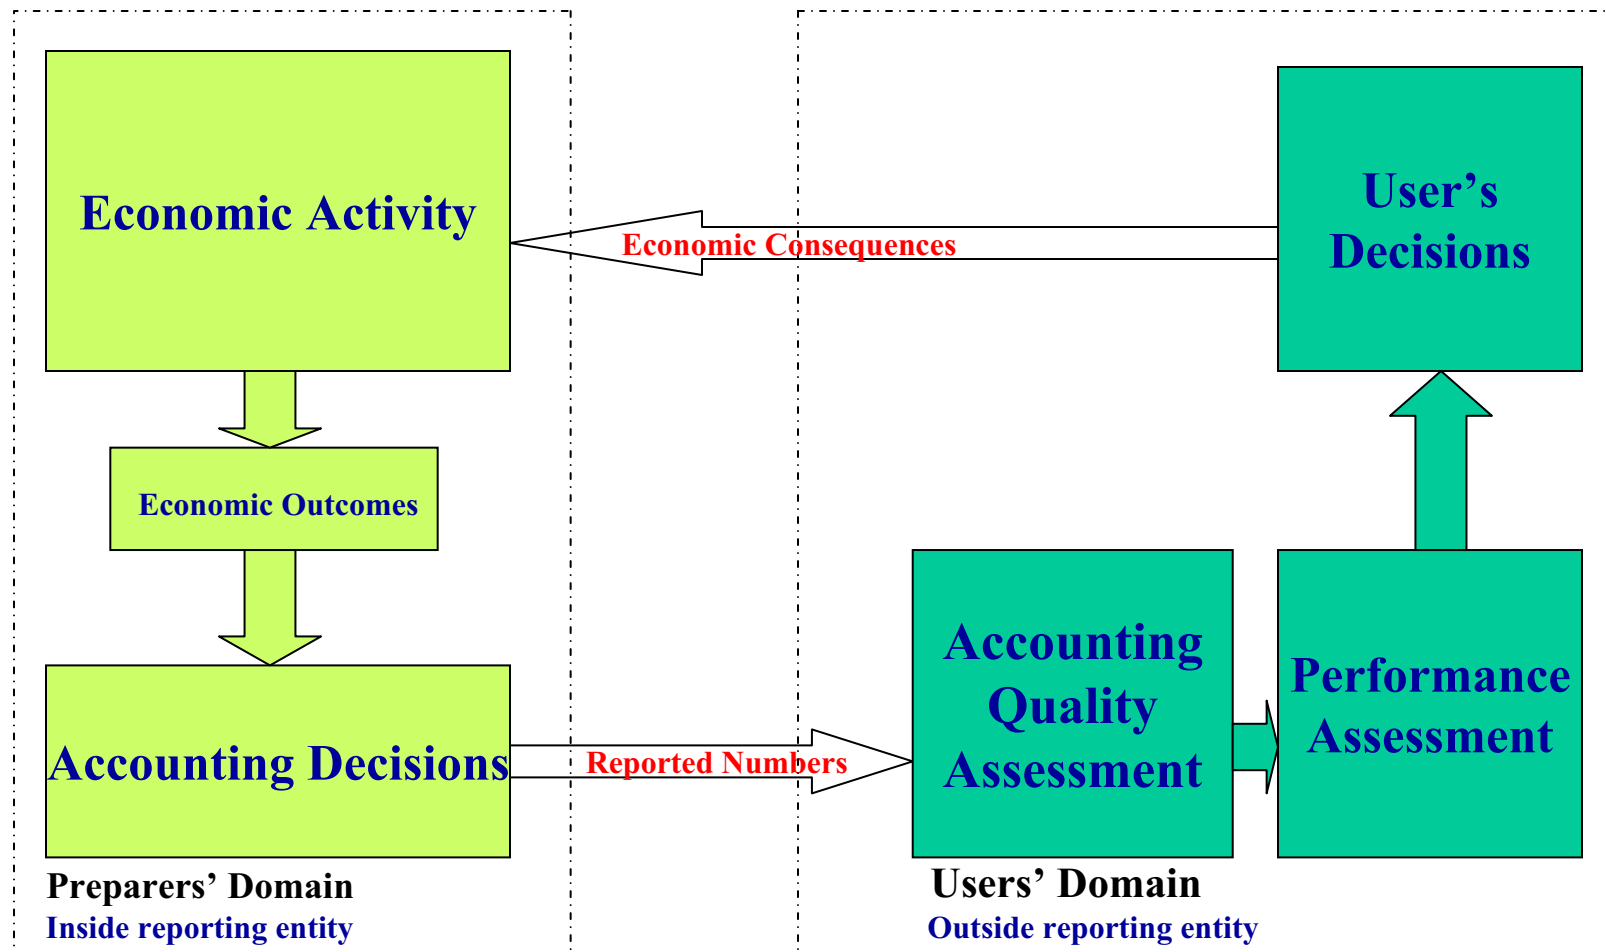 Economic Activity
User’s
Decisions
Economic Consequences
Economic Outcomes
Accounting
Quality
Assessment
Performance
Assessment
Accounting Decisions
Reported Numbers
Preparers’ Domain
Inside reporting entity
Users’ Domain
Outside reporting entity